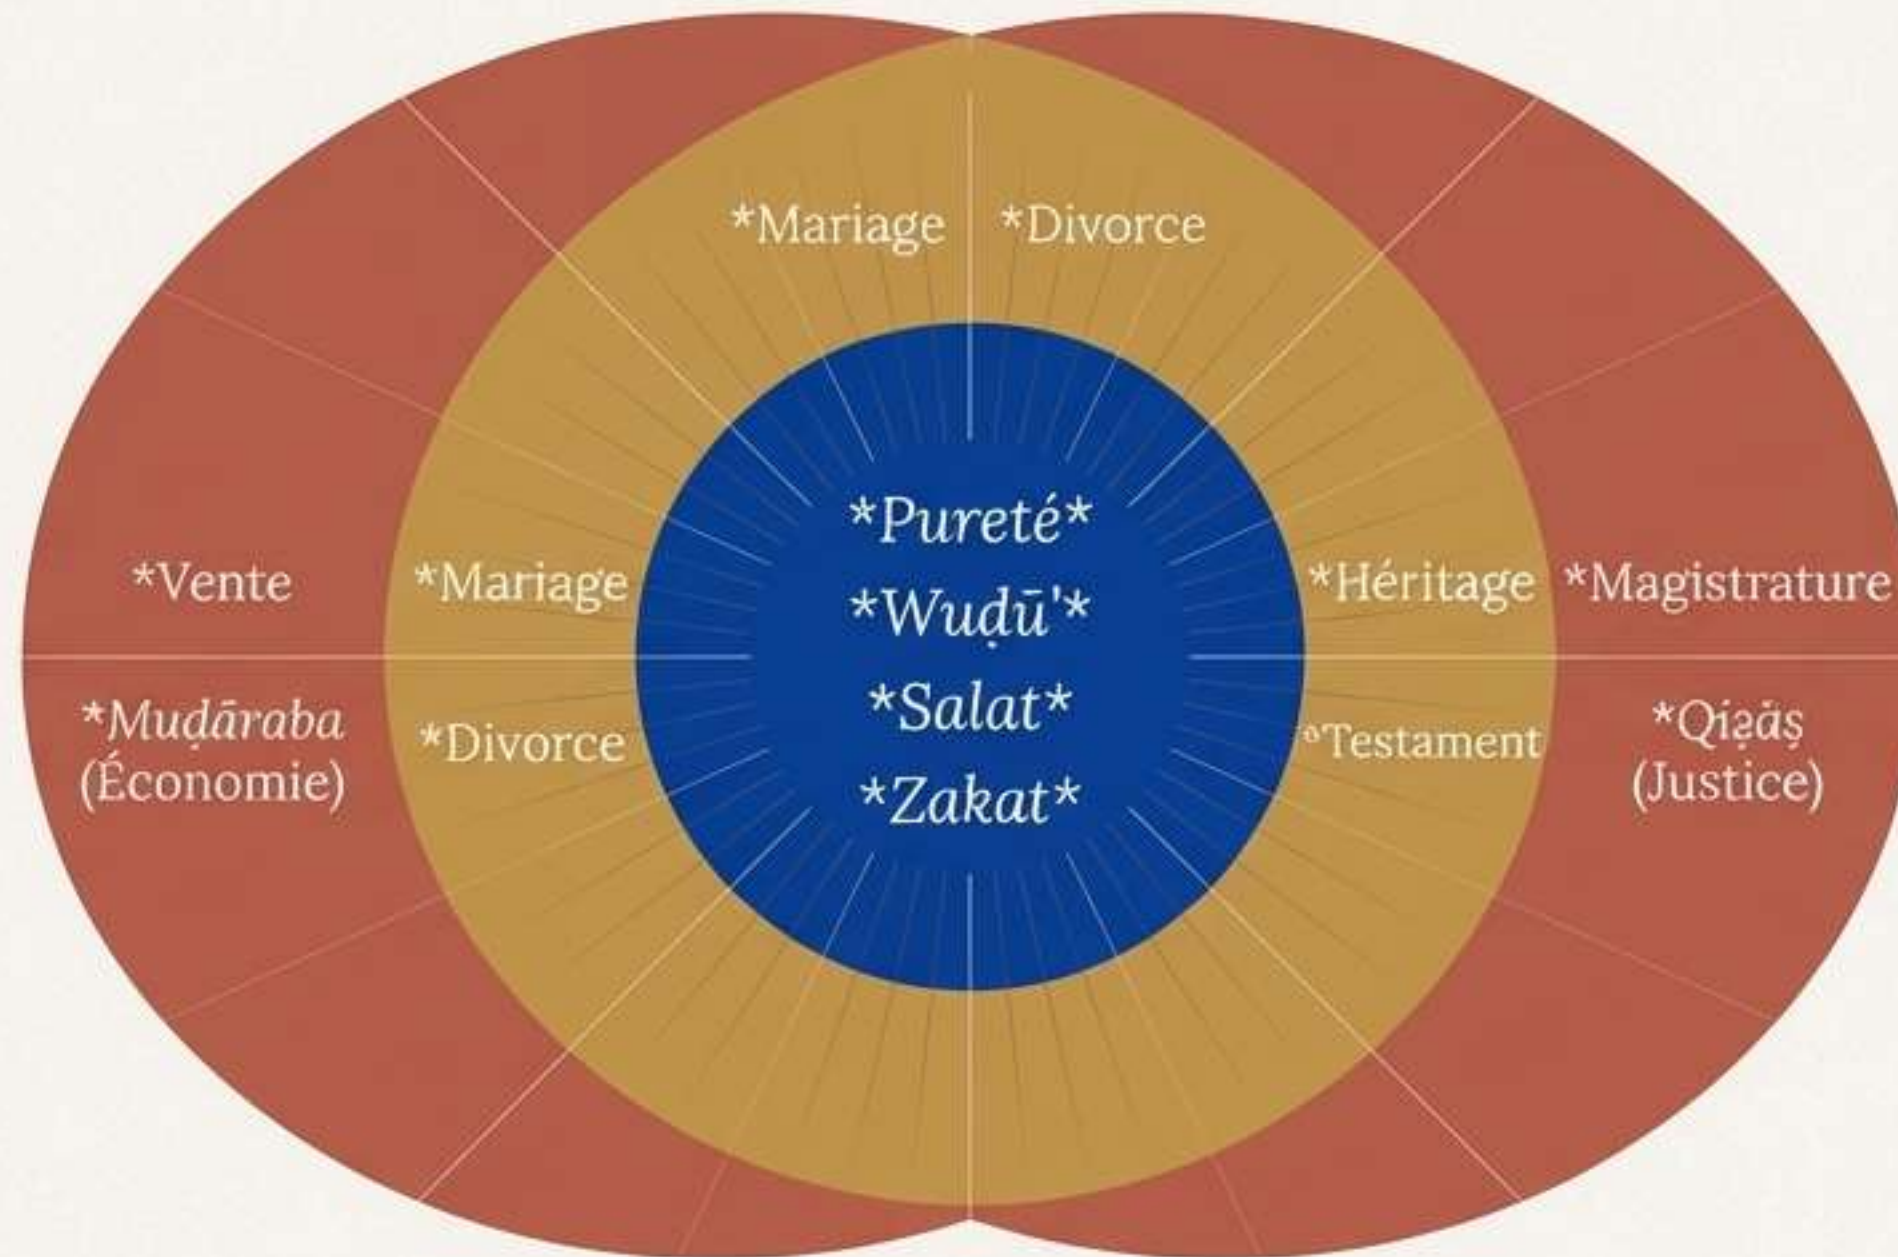 *Mariage
*Divorce
*Pureté*
*Wuḍū'*
*Salat*
*Zakat*
*Vente
*Mariage
*Héritage
*Magistrature
*Muḍāraba
(Économie)
*Divorce
Testament
(Justice)